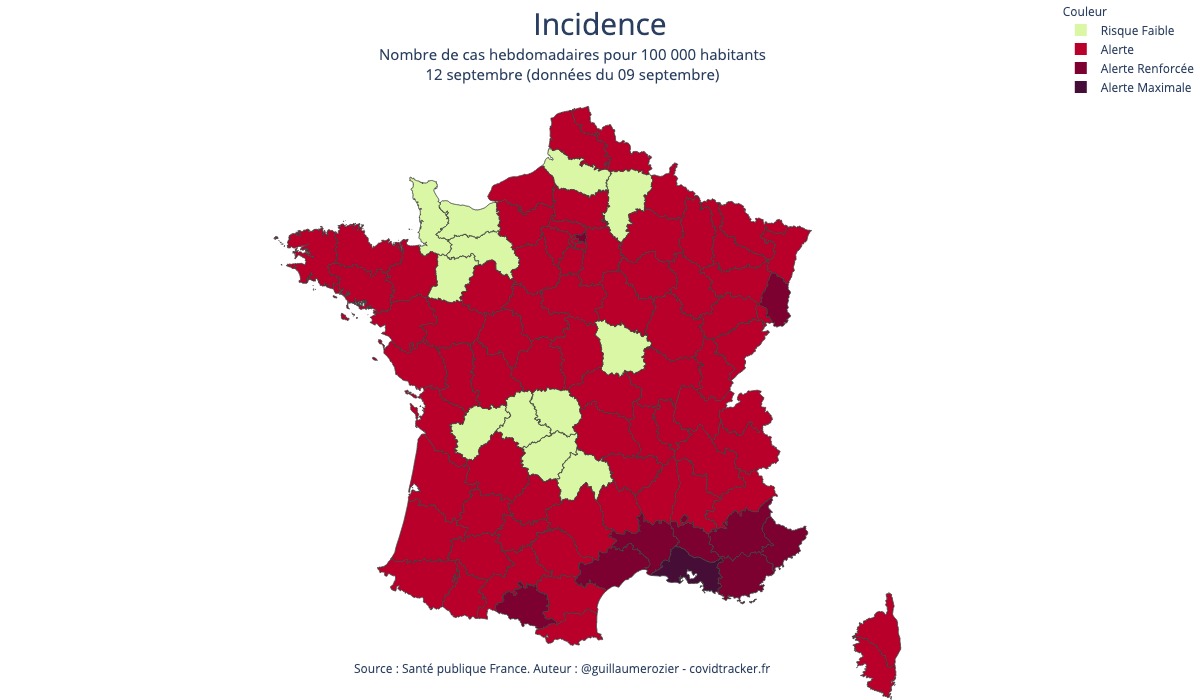 Incidence
Nombre de cas hebdomadaires pour 100 000 habitants
12 septembre (données du 09 septembre)
Couleur
Risque Faible
Alerte
Alerte Renforcée
Alerte Maximale
Source : Santé publique France. Auteur : @guillaumerozier - covidtracker.fr